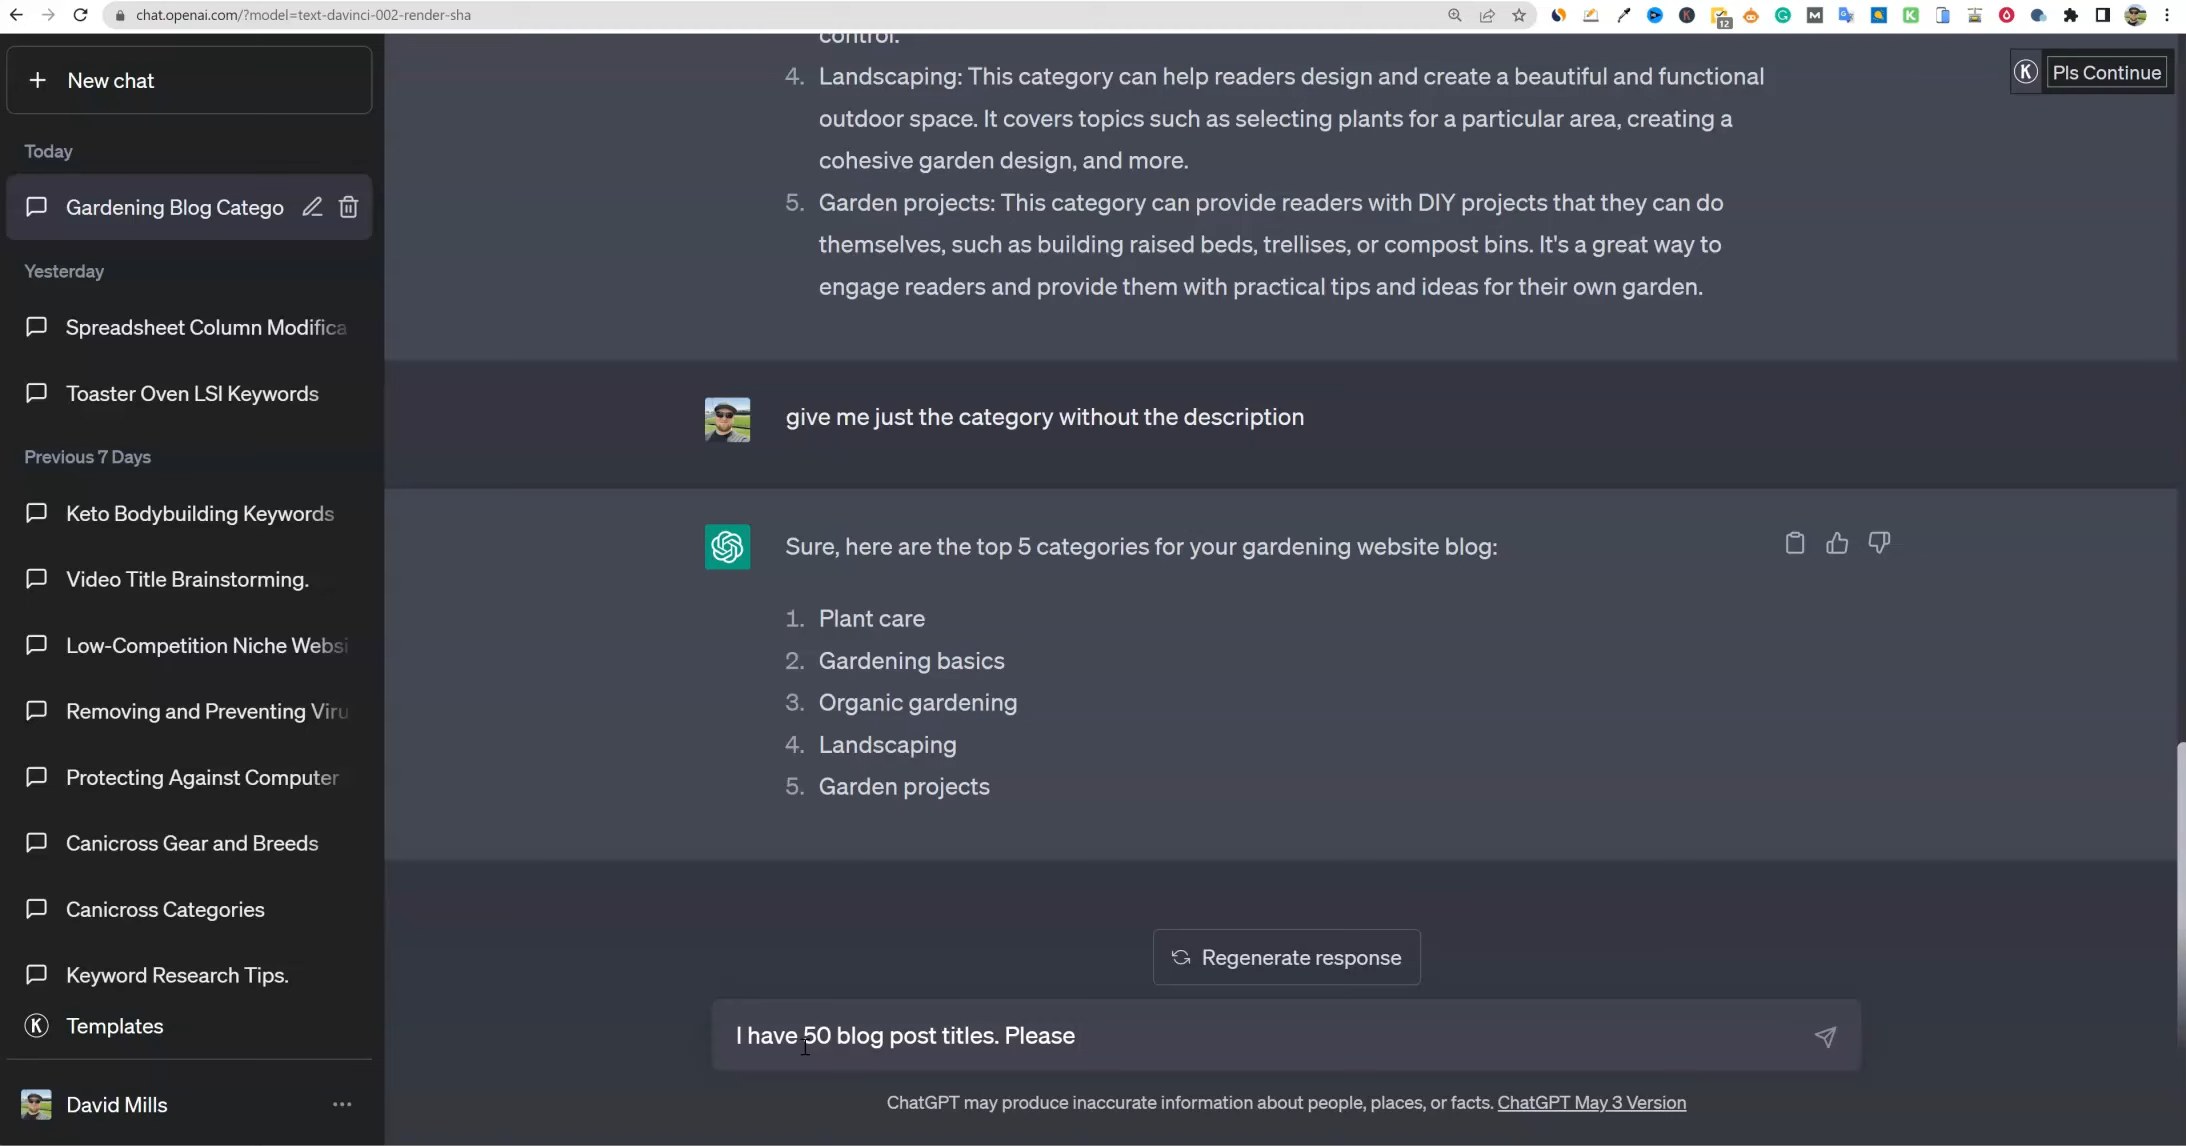 chat.openai.com/?model=text-davinci-002-render-sha
12
New chat
Today
Gardening Blog Catego
Yesterday
Spreadsheet Column Modifica
Toaster Oven LSI Keywords
Previous 7 Days
Keto Bodybuilding Keywords
Video Title Brainstorming.
Low-Competition Niche Websi
Removing and Preventing Viru
Protecting Against Computer
Canicross Gear and Breeds
Canicross Categories
Keyword Research Tips.
K Templates
David Mills
K Pls Continue
control.
4. Landscaping: This category can help readers design and create a beautiful and functional
outdoor space. It covers topics such as selecting plants for a particular area, creating a
cohesive garden design, and more.
5. Garden projects: This category can provide readers with DIY projects that they can do
themselves, such as building raised beds, trellises, or compost bins. It's a great way to
engage readers and provide them with practical tips and ideas for their own garden.
give me just the category without the description
Sure, here are the top 5 categories for your gardening website blog:
1. Plant care
2. Gardening basics
3. Organic gardening
4. Landscaping
5. Garden projects
Regenerate response
I have 50 blog post titles. Please
ChatGPT may produce inaccurate information about people, places, or facts. ChatGPT May 3 Version